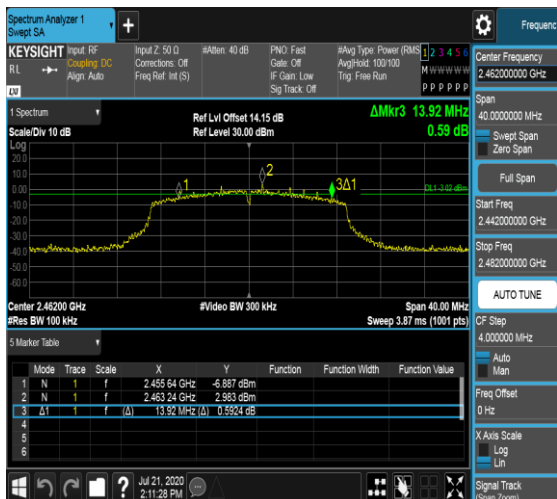 Spectrum Analyzer 1
Swept SA
+
Frequenc
KEYSIGHT
RL
Input: RF
Coupling: DC
Align: Auto
Input Z: 50 Ω
Corrections: Off
Freq Ref: Int (S)
#Atten: 40 dB
PNO: Fast
Gate: Off
IF Gain: Low
Sig Track: Off
#Avg Type: Power (RMS
Avg|Hold: 100/100
Trig: Free Run
1 2 3 4 5 6
M W W W W W
P P P P P P
1 Spectrum
Scale/Div 10 dB
Ref Lvl Offset 14.15 dB
Ref Level 30.00 dBm
ΔMkr3 13.92 MHz
0.59 dB
Log
20.0
10.0
0.00
-10.0
-20.0
-30.0
-40.0
-50.0
-60.0
1
2
3Δ1
DL1 -3.02 dBm
Center 2.46200 GHz
#Res BW 100 kHz
#Video BW 300 kHz
Span 40.00 MHz
Sweep 3.87 ms (1001 pts)
5 Marker Table
Mode Trace Scale X Y Function Function Width Function Value
1 N 1 f 2.455 64 GHz -6.887 dBm
2 N 1 f 2.463 24 GHz 2.983 dBm
3 Δ1 1 f (Δ) 13.92 MHz (Δ) 0.5924 dB
4
5
6
Jul 21, 2020
2:11:28 PM
Center Frequency
2.462000000 GHz
Span
40.0000000 MHz
Swept Span
Zero Span
Full Span
Start Freq
2.442000000 GHz
Stop Freq
2.482000000 GHz
AUTO TUNE
CF Step
4.000000 MHz
Auto
Man
Freq Offset
0 Hz
X Axis Scale
Log
Lin
Signal Track
(Span Zoom)